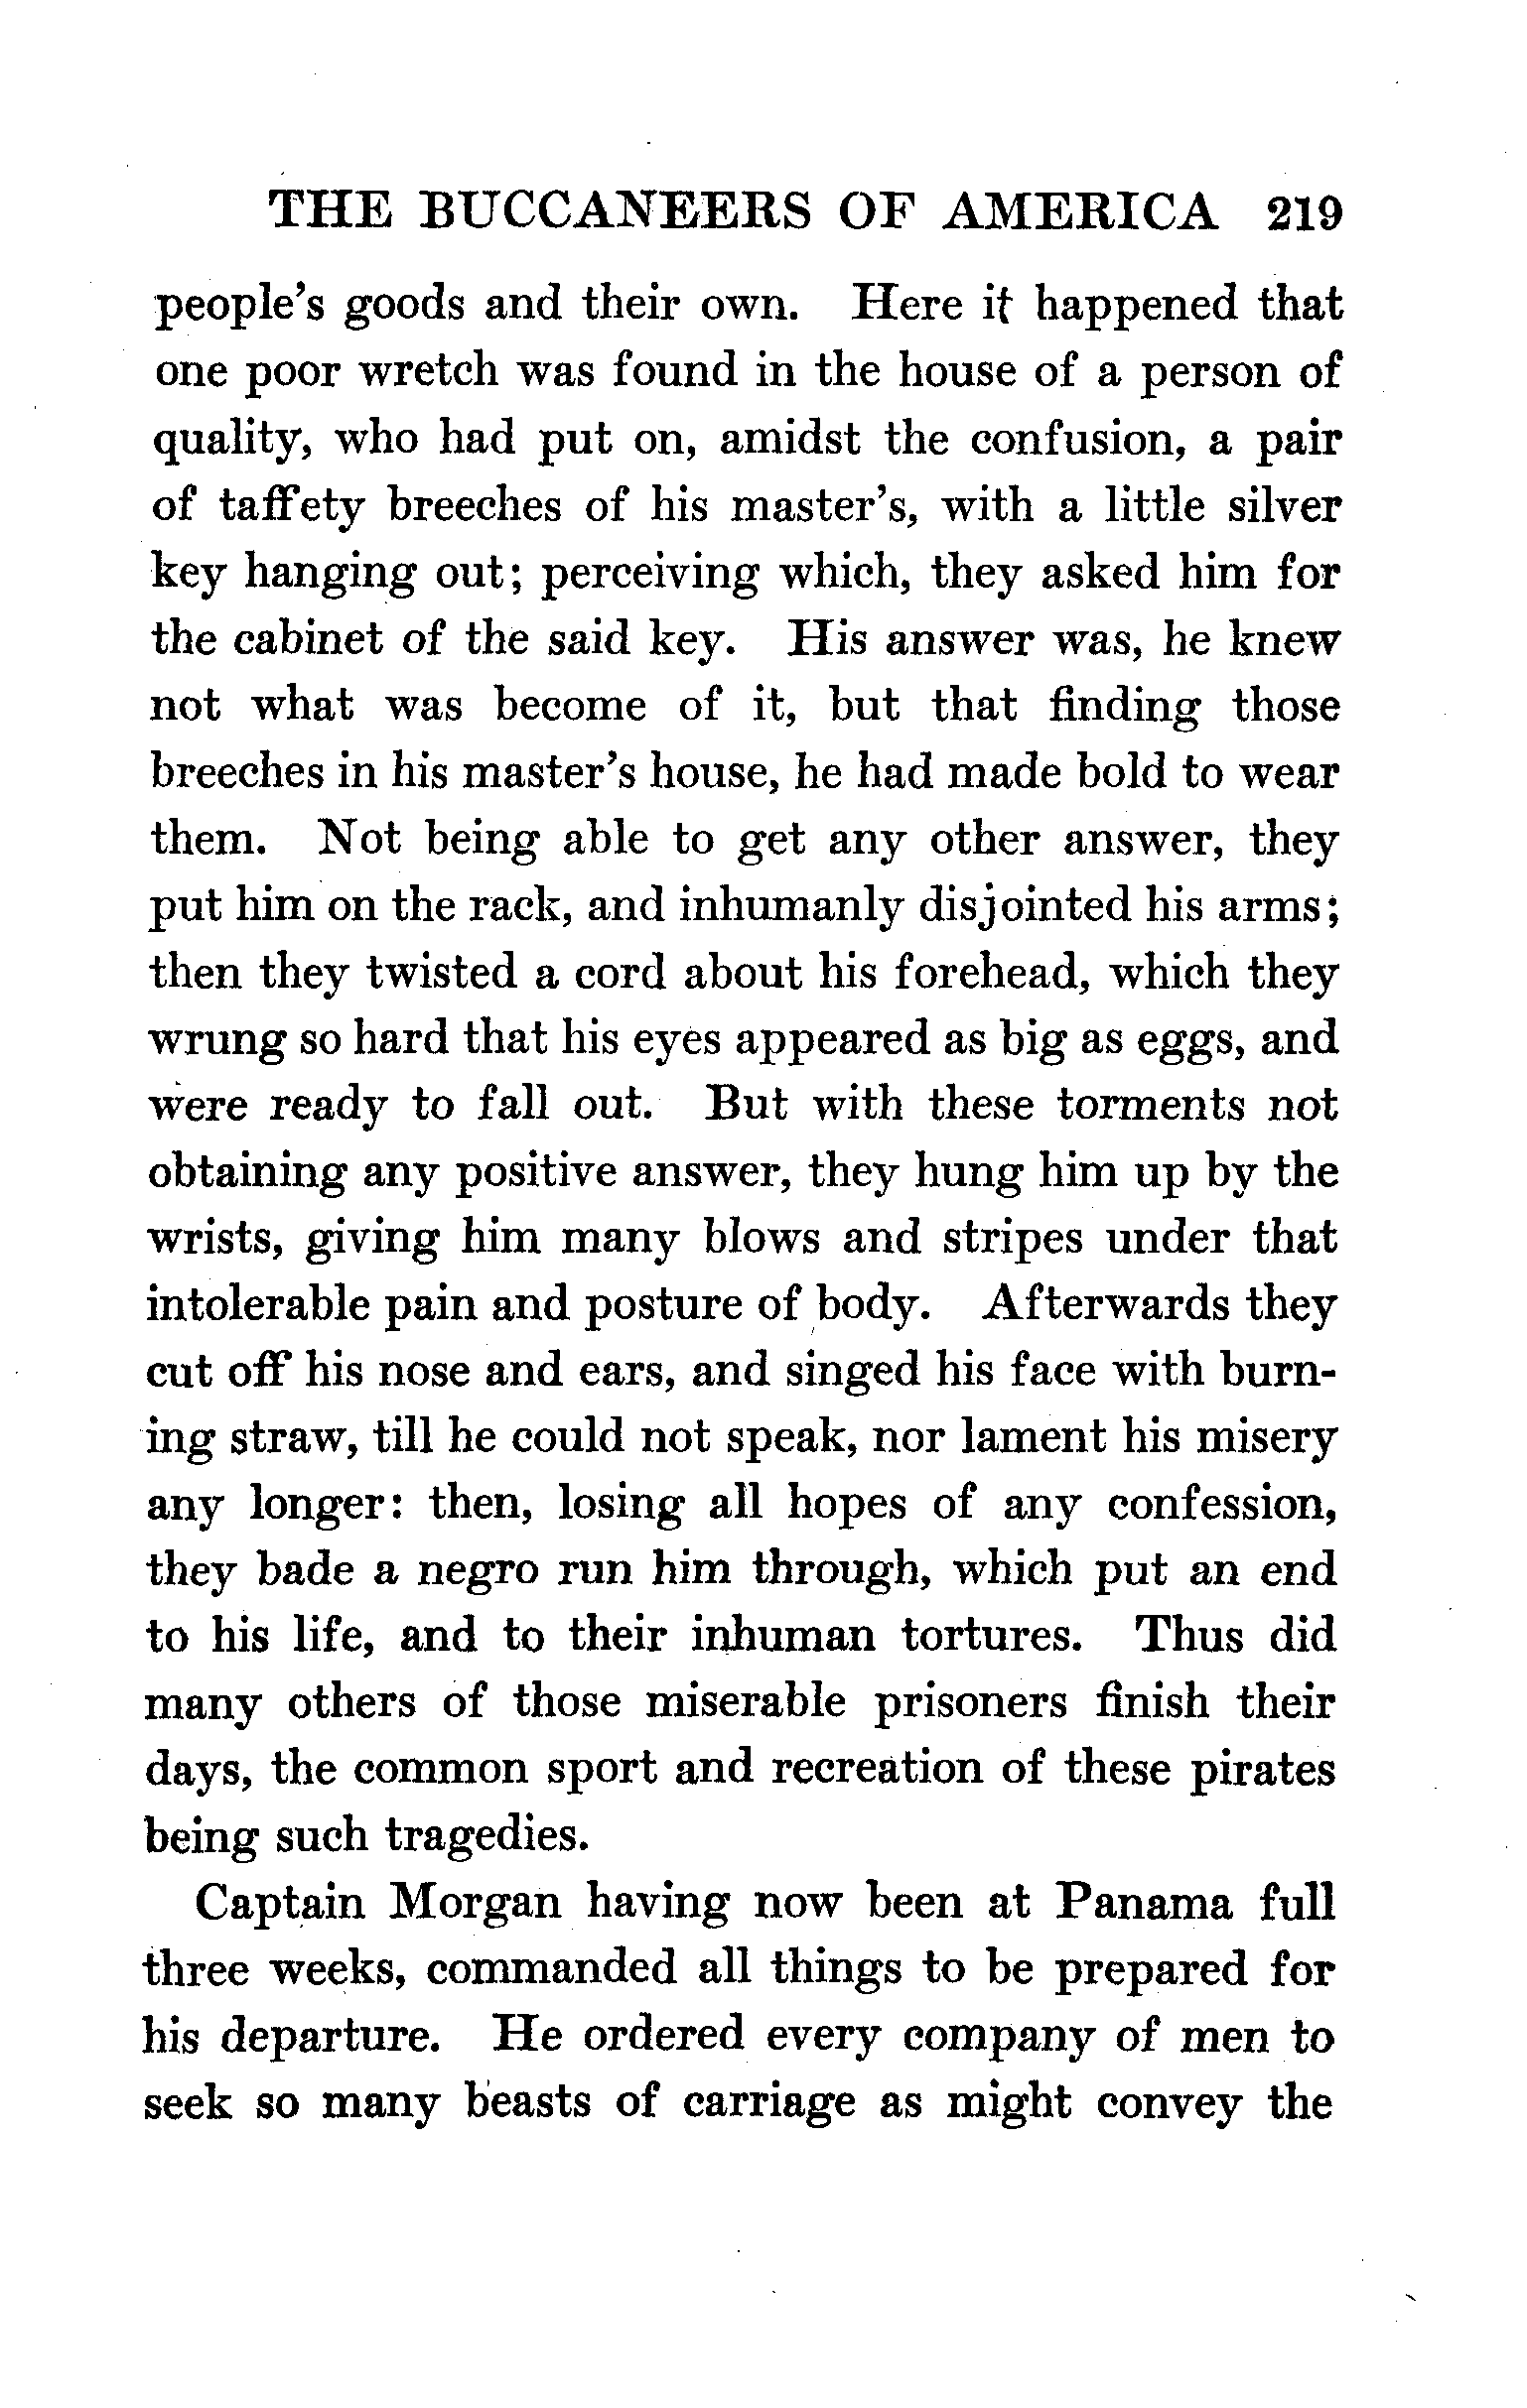 THE BUCCANEERS OF AMERICA 219
people's goods and their own. Here it happened that
one poor wretch was found in the house of a person of
quality, who had put on, amidst the confusion, a pair
of taffety breeches of his master's, with a little silver
key hanging out; perceiving which, they asked him for
the cabinet of the said key. His answer was, he knew
not what was become of it, but that finding those
breeches in his master's house, he had made bold to wear
them. Not being able to get any other answer, they
put him on the rack, and inhumanly disjointed his arms;
then they twisted a cord about his forehead, which they
wrung so hard that his eyes appeared as big as eggs, and
were ready to fall out. But with these torments not
obtaining any positive answer, they hung him up by the
wrists, giving him many blows and stripes under that
intolerable pain and posture of body. Afterwards they
cut off his nose and ears, and singed his face with burn-
ing straw, till he could not speak, nor lament his misery
any longer: then, losing all hopes of any confession,
they bade a negro run him through, which put an end
to his life, and to their inhuman tortures. Thus did
many others of those miserable prisoners finish their
days, the common sport and recreation of these pirates
being such tragedies.
Captain Morgan having now been at Panama full
three weeks, commanded all things to be prepared for
his departure. He ordered every company of men to
seek so many beasts of carriage as might convey the